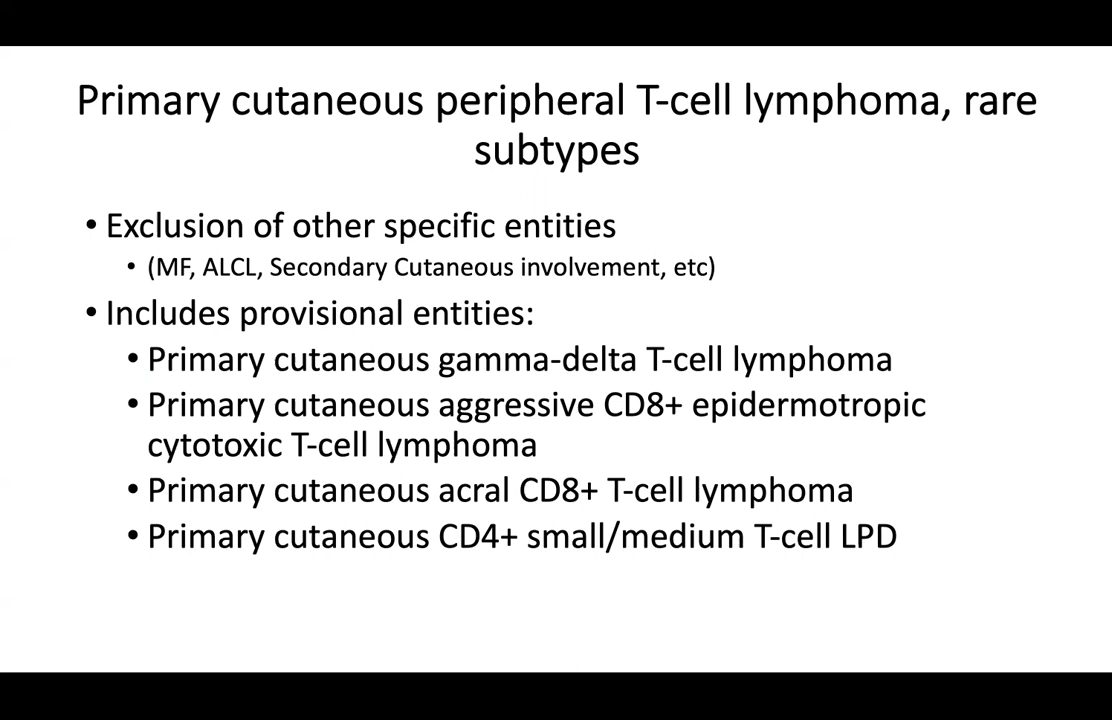 Primary cutaneous peripheral T-cell lymphoma, rare
subtypes
• Exclusion of other specific entities
• (MF, ALCL, Secondary Cutaneous involvement, etc)
• Includes provisional entities:
• Primary cutaneous gamma-delta T-cell lymphoma
• Primary cutaneous aggressive CD8+ epidermotropic
cytotoxic T-cell lymphoma
• Primary cutaneous acral CD8+ T-cell lymphoma
• Primary cutaneous CD4+ small/medium T-cell LPD